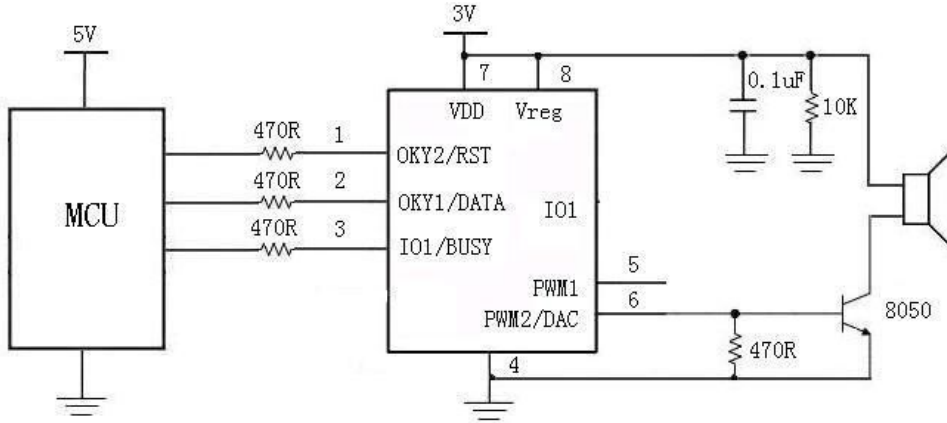 3V
5V
7
8
0.1uF
10K
VDD
Vreg
470R
1
OKY2/RST
470R
2
OKY1/DATA
MCU
IO1
470R
3
IO1/BUSY
5
PWM1
6
PWM2/DAC
8050
470R
4